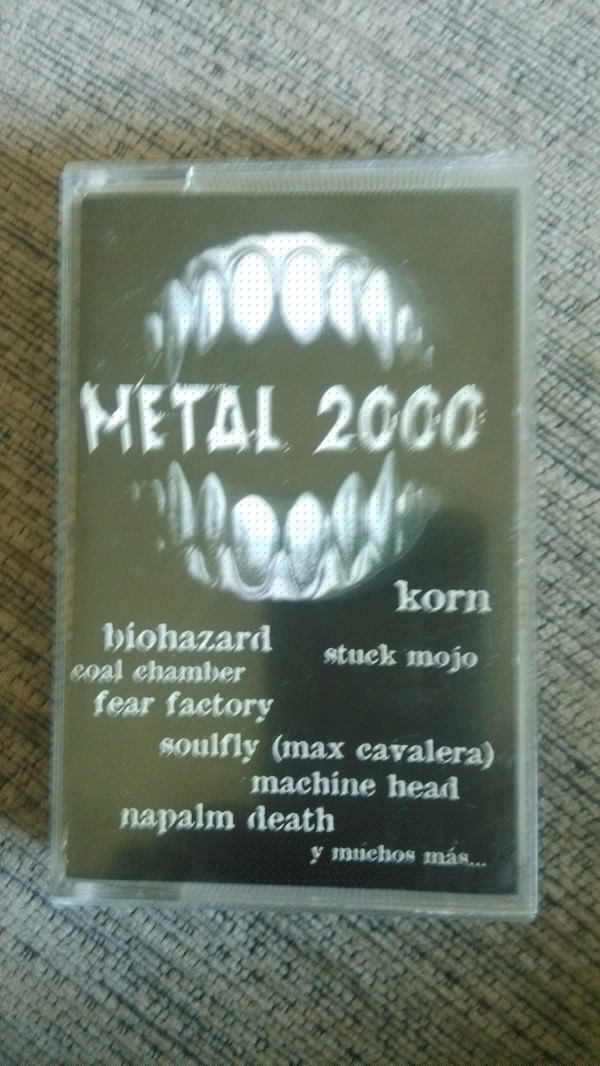 METAL 2000
korn
biohazard
stuck mojo
coal chamber
fear factory
soulfly (max cavalera)
machine head
napalm death
y muchos más...